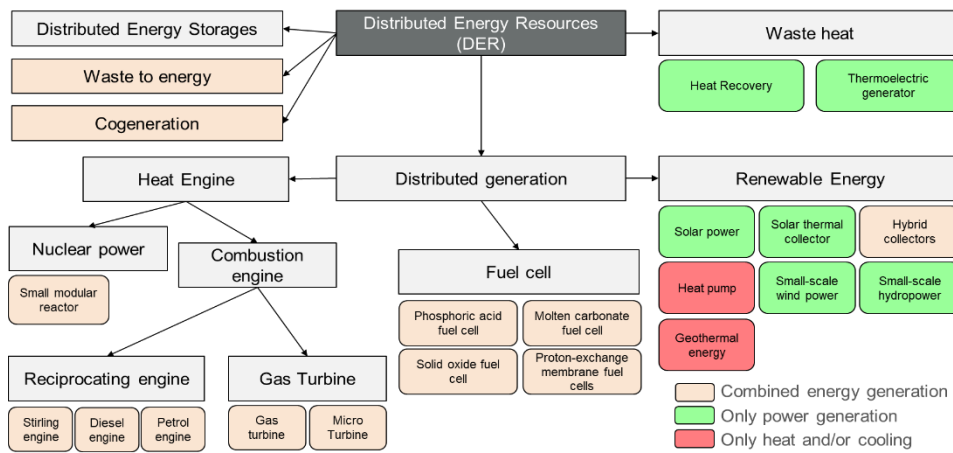 Distributed Energy Storages
Distributed Energy Resources
(DER)
Waste heat
Waste to energy
Cogeneration
Heat Recovery
Thermoelectric
generator
Heat Engine
Distributed generation
Renewable Energy
Nuclear power
Small modular
reactor
Combustion
engine
Fuel cell
Phosphoric acid
fuel cell
Molten carbonate
fuel cell
Solid oxide fuel
cell
Proton-exchange
membrane fuel cells
Solar power
Solar thermal
collector
Hybrid
collectors
Heat pump
Small-scale
wind power
Small-scale
hydropower
Geothermal
energy
Reciprocating engine
Stirling
engine
Diesel
engine
Petrol
engine
Gas Turbine
Gas
turbine
Micro
Turbine
Combined energy generation
Only power generation
Only heat and/or cooling